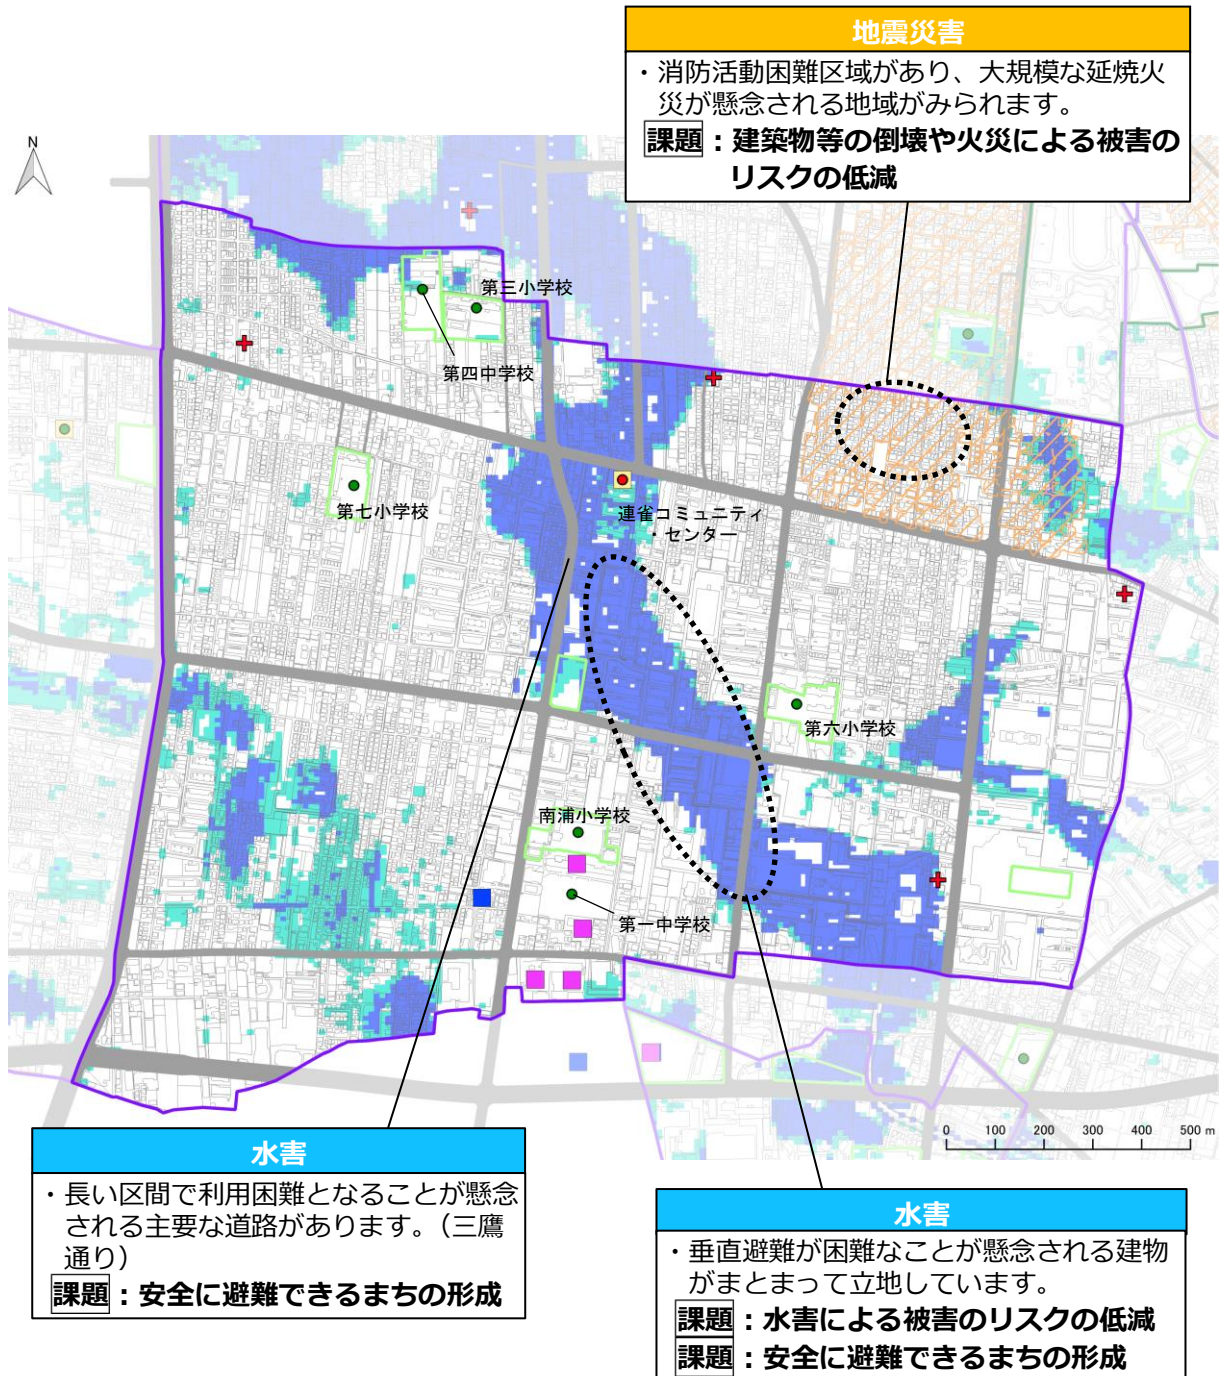 地震災害
・消防活動困難区域があり、大規模な延焼火
災が懸念される地域がみられます。
課題：建築物等の倒壊や火災による被害の
リスクの低減
N
第三小学校
第四中学校
第七小学校
連雀コミュニティ
・センター
第六小学校
南浦小学校
第一中学校
0 100 200 300 400 500 m
水害
・長い区間で利用困難となることが懸念
される主要な道路があります。（三鷹
通り）
課題：安全に避難できるまちの形成
水害
・垂直避難が困難なことが懸念される建物
がまとまって立地しています。
課題：水害による被害のリスクの低減
課題：安全に避難できるまちの形成